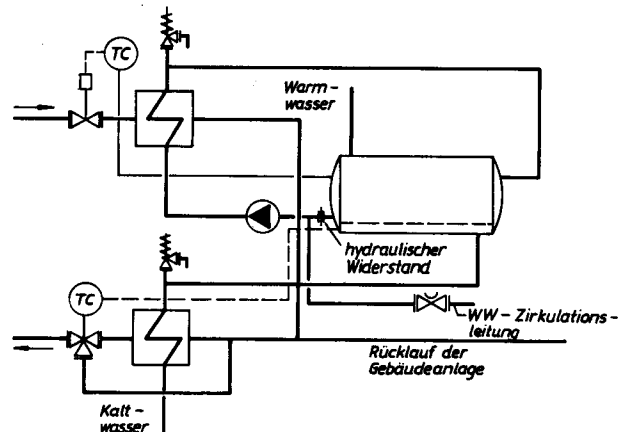 TC
Warm-
wasser
hydraulischer
Widerstand
TC
WW-Zirkulations-
leitung
Rücklauf der
Gebäudeanlage
Kalt-
wasser